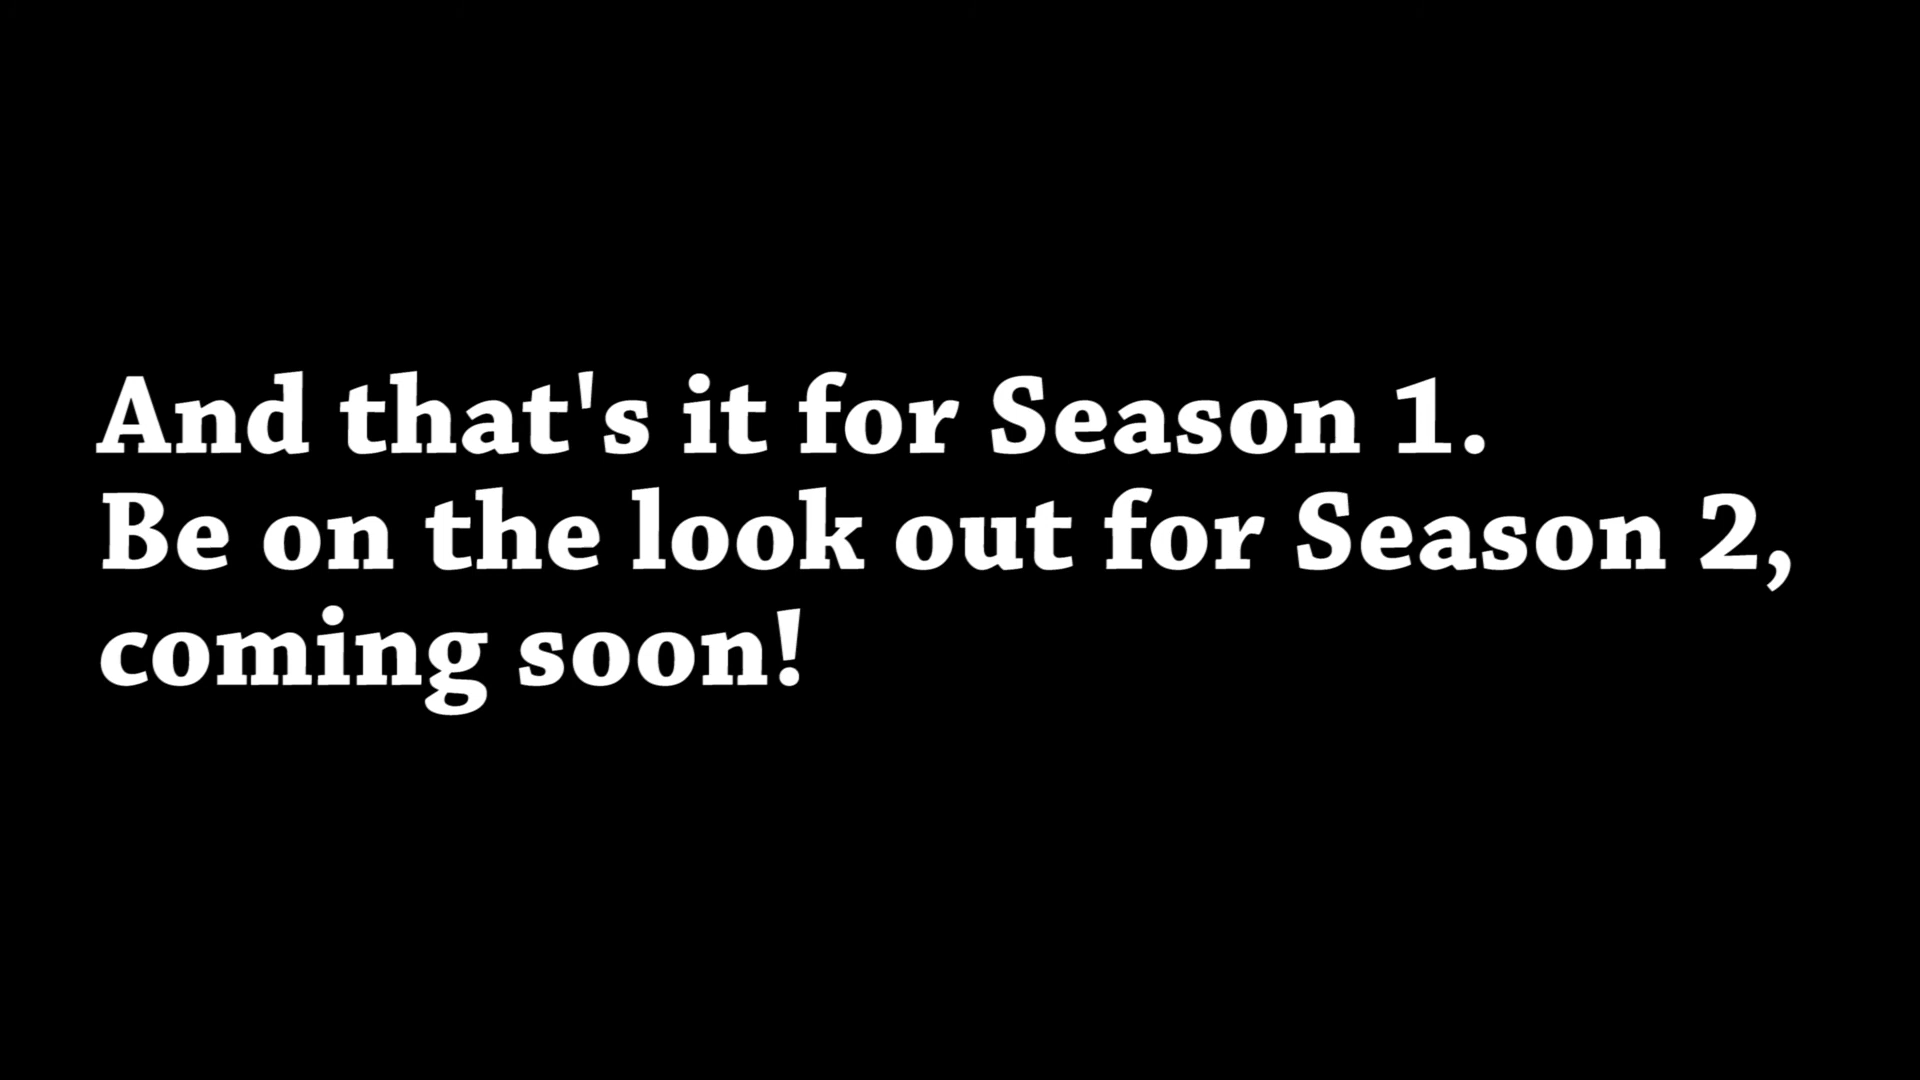 And that's it for Season 1.
Be on the look out for Season 2,
coming soon!